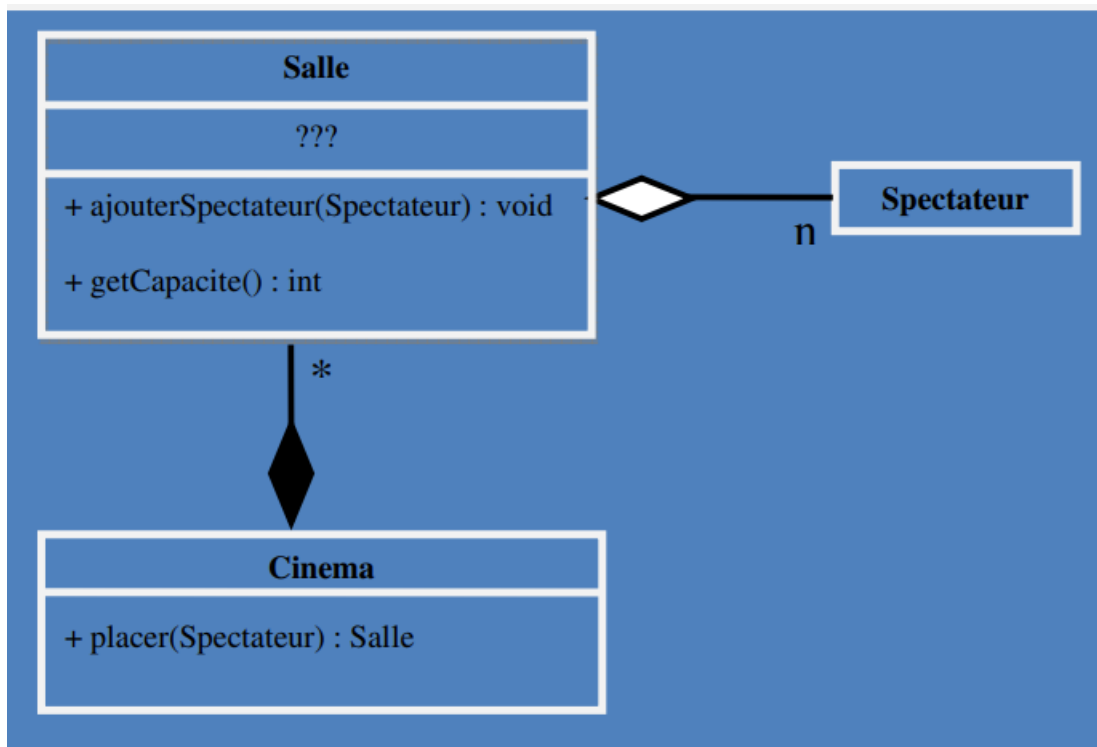 Salle
???
+ ajouterSpectateur(Spectateur) : void
+ getCapacite() : int
Spectateur
n
*
Cinema
+ placer(Spectateur) : Salle